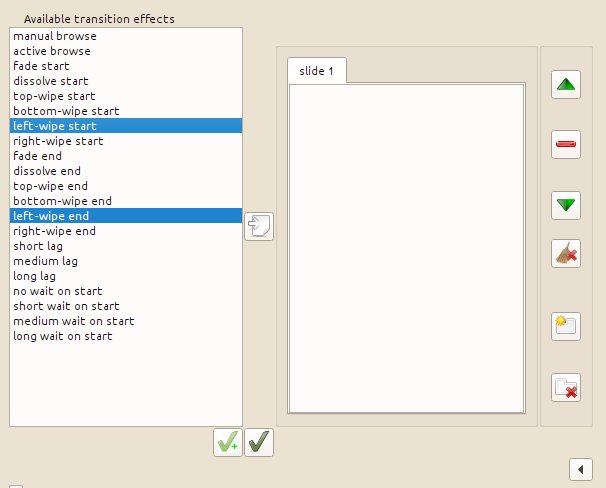 Available transition effects
manual browse
active browse
fade start
dissolve start
top-wipe start
bottom-wipe start
left-wipe start
right-wipe start
fade end
dissolve end
top-wipe end
bottom-wipe end
left-wipe end
right-wipe end
short lag
medium lag
long lag
no wait on start
short wait on start
medium wait on start
long wait on start
slide 1